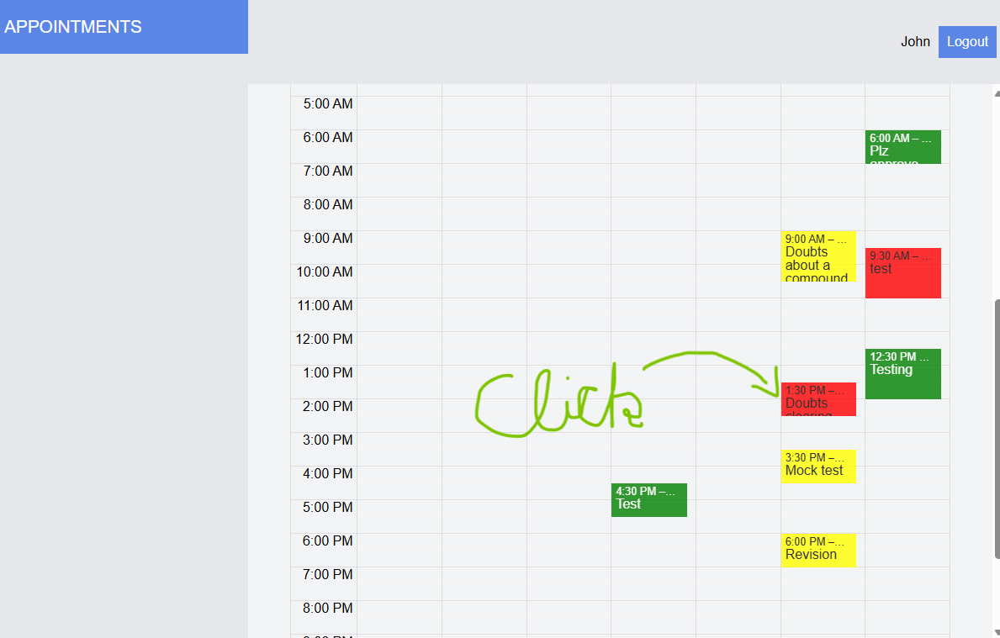 APPOINTMENTS
John
Logout
5:00 AM
6:00 AM
6:00 AM – ...
Plz
approve
7:00 AM
8:00 AM
9:00 AM
9:00 AM – ...
Doubts
about a
compound
9:30 AM – ...
test
10:00 AM
11:00 AM
12:00 PM
12:30 PM ...
Testing
1:00 PM
Click
1:30 PM –...
Doubts
clearing
2:00 PM
3:00 PM
3:30 PM –...
Mock test
4:00 PM
4:30 PM –...
Test
5:00 PM
6:00 PM
6:00 PM –...
Revision
7:00 PM
8:00 PM